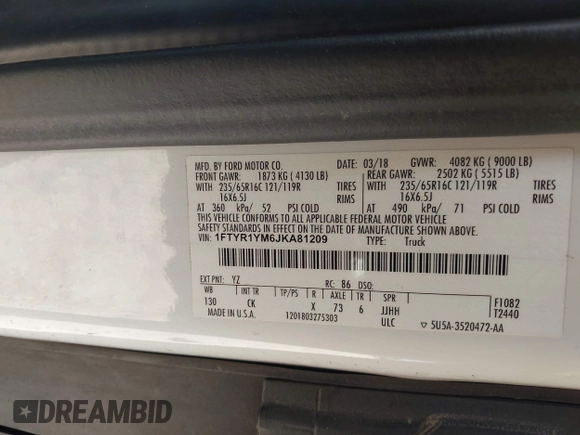 MFD. BY FORD MOTOR CO. 03/18 GVWR: 4082 KG ( 9000 LB)
FRONT GAWR: 1873 KG ( 4130 LB) REAR GAWR: 2502 KG ( 5515 LB)
WITH 235/65R16C 121/119R TIRES WITH 235/65R16C 121/119R TIRES
16X6.5J RIMS 16X6.5J RIMS
AT 360 kPa/ 52 PSI COLD AT 490 kPa/ 71 PSI COLD
THIS VEHICLE CONFORMS TO ALL APPLICABLE FEDERAL MOTOR VEHICLE
SAFETY STANDARDS IN EFFECT ON THE DATE OF MANUFACTURE SHOWN ABOVE.
VIN: 1FTYR1YM6JKA81209 TYPE: Truck
EXT PNT: YZ RC: 86 DSO:
WB INT TR TP/PS R AXLE TR SPR F1082
130 CK X 73 6 JJHH T2440
MADE IN U.S.A. 1201803275303 ULC ▽ 5U5A-3520472-AA
DREAMBID